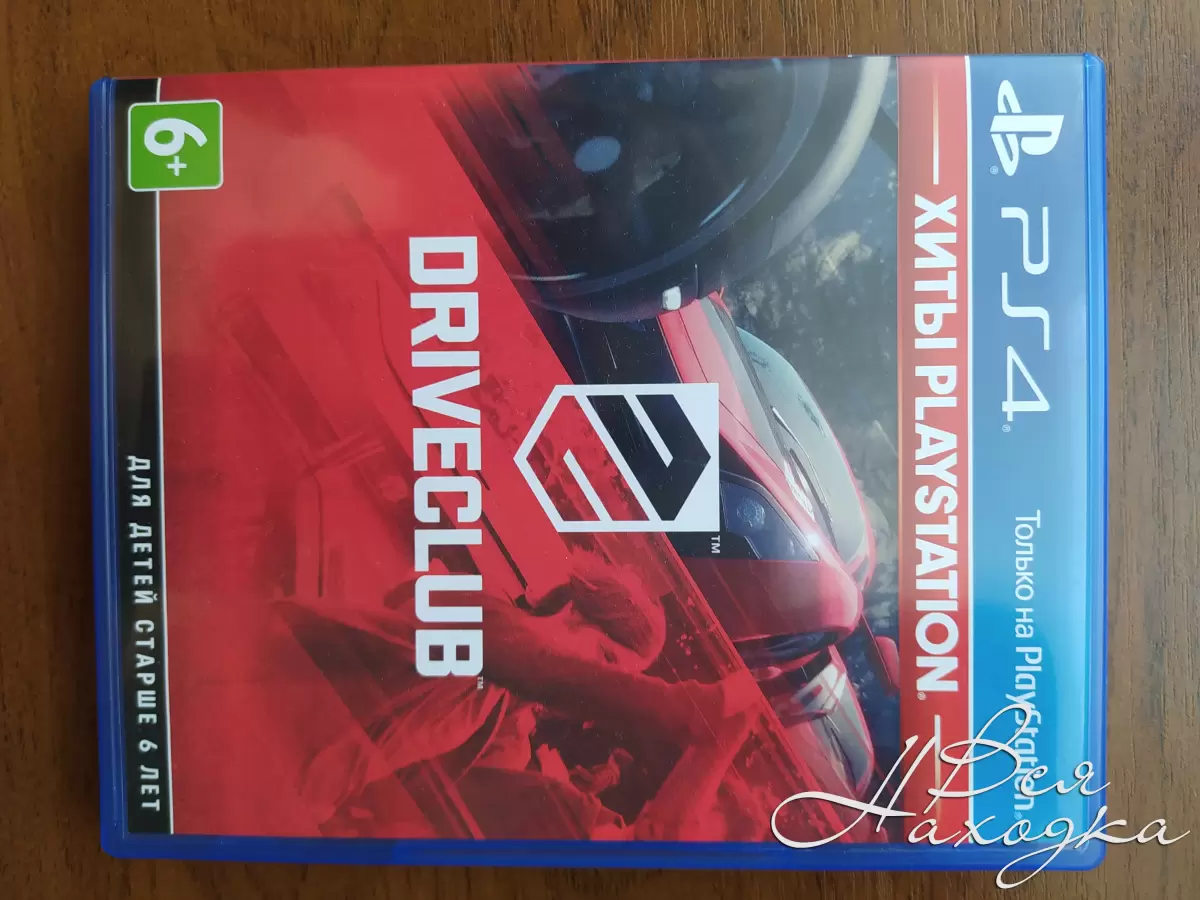 PS4
Только на PlayStation
ХИТЫ PLAYSTATION
DRIVECLUB
6+
ДЛЯ ДЕТЕЙ СТАРШЕ 6 ЛЕТ
Вся
Находка